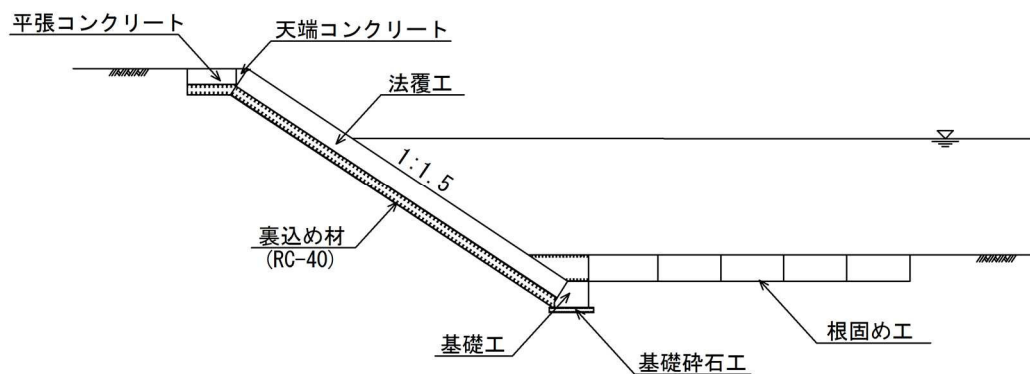 平張コンクリート
天端コンクリート
法覆工
1:1.5
裏込め材
(RC-40)
基礎工
基礎砕石工
根固め工